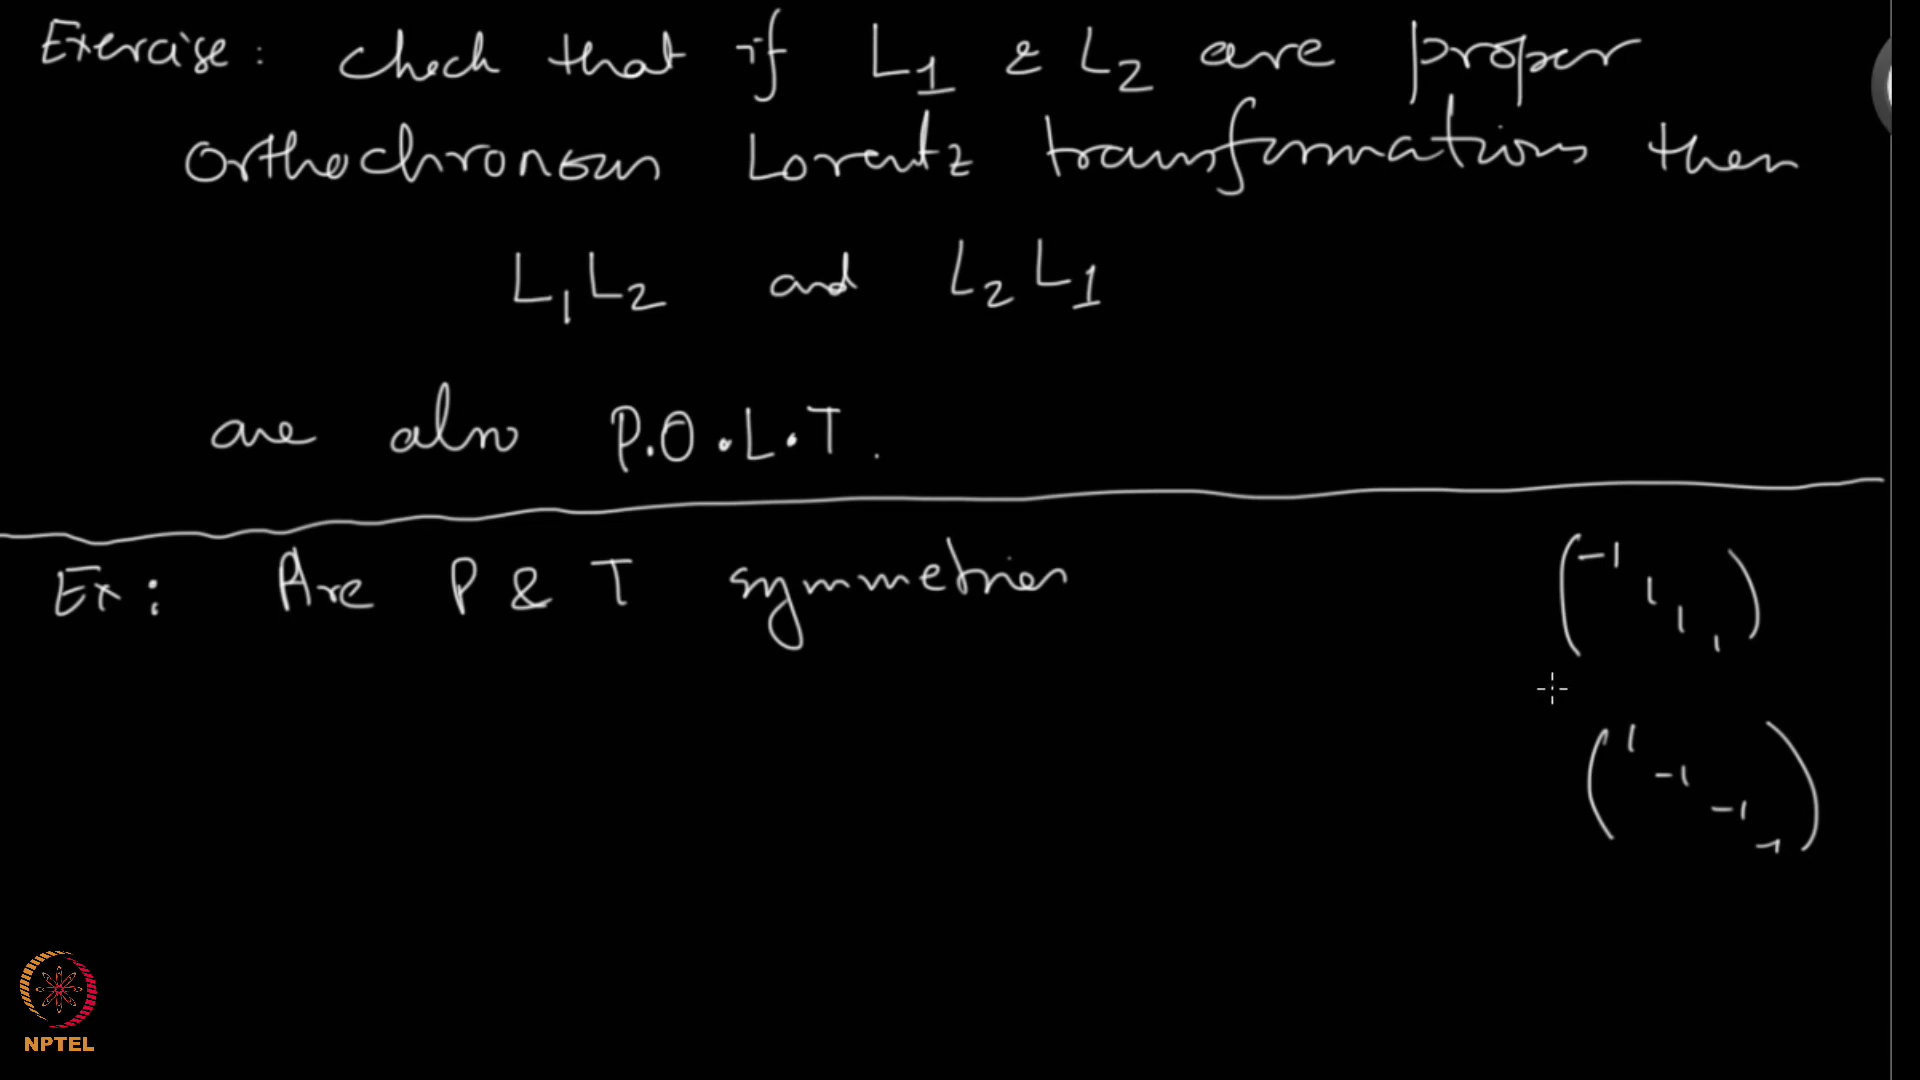 Exercise: Check that if L₁ & L₂ are proper
Orthochronous Lorentz transformations then
L₁L₂ and L₂L₁
are also P.O.L.T.
Ex: Are P & T symmetries
(-1 1 1 1)
(1 -1 -1 -1)
NPTEL